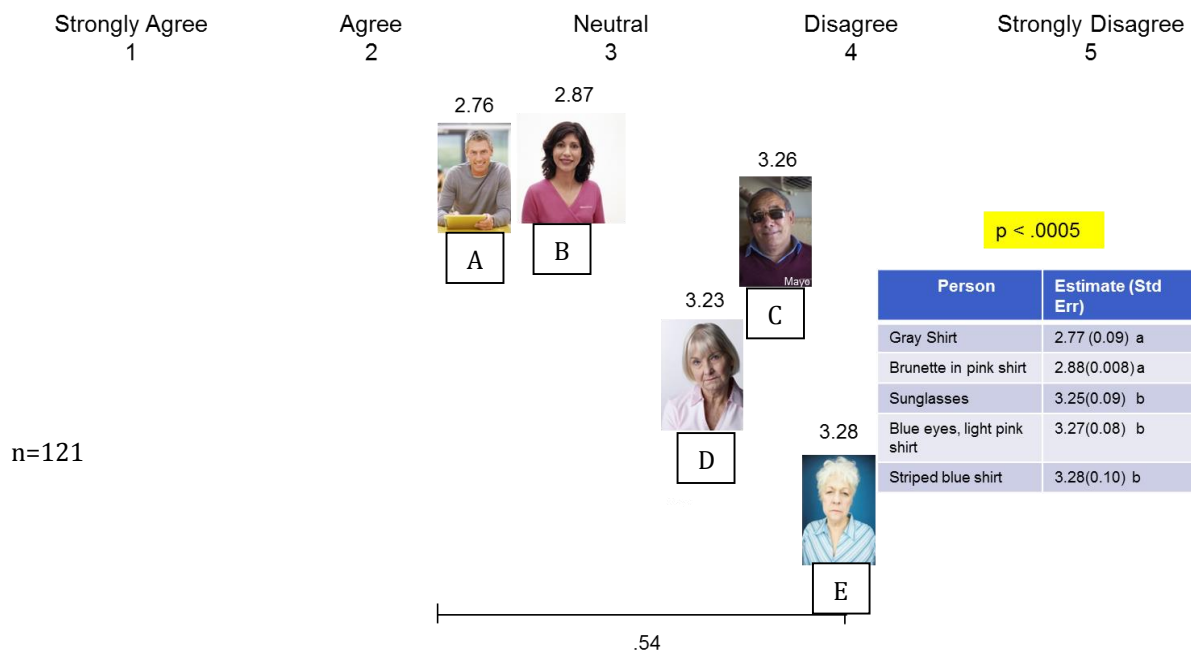 Strongly Agree Agree Neutral Disagree Strongly Disagree
1 2 3 4 5
2.76 2.87
3.26
A B
p < .0005
Mayo
C
3.23
D
3.28
E
Person Estimate (Std
Err)
Gray Shirt 2.77 (0.09) a
Brunette in pink shirt 2.88(0.008) a
Sunglasses 3.25(0.09) b
Blue eyes, light pink
shirt 3.27(0.08) b
Striped blue shirt 3.28(0.10) b
n=121
.54